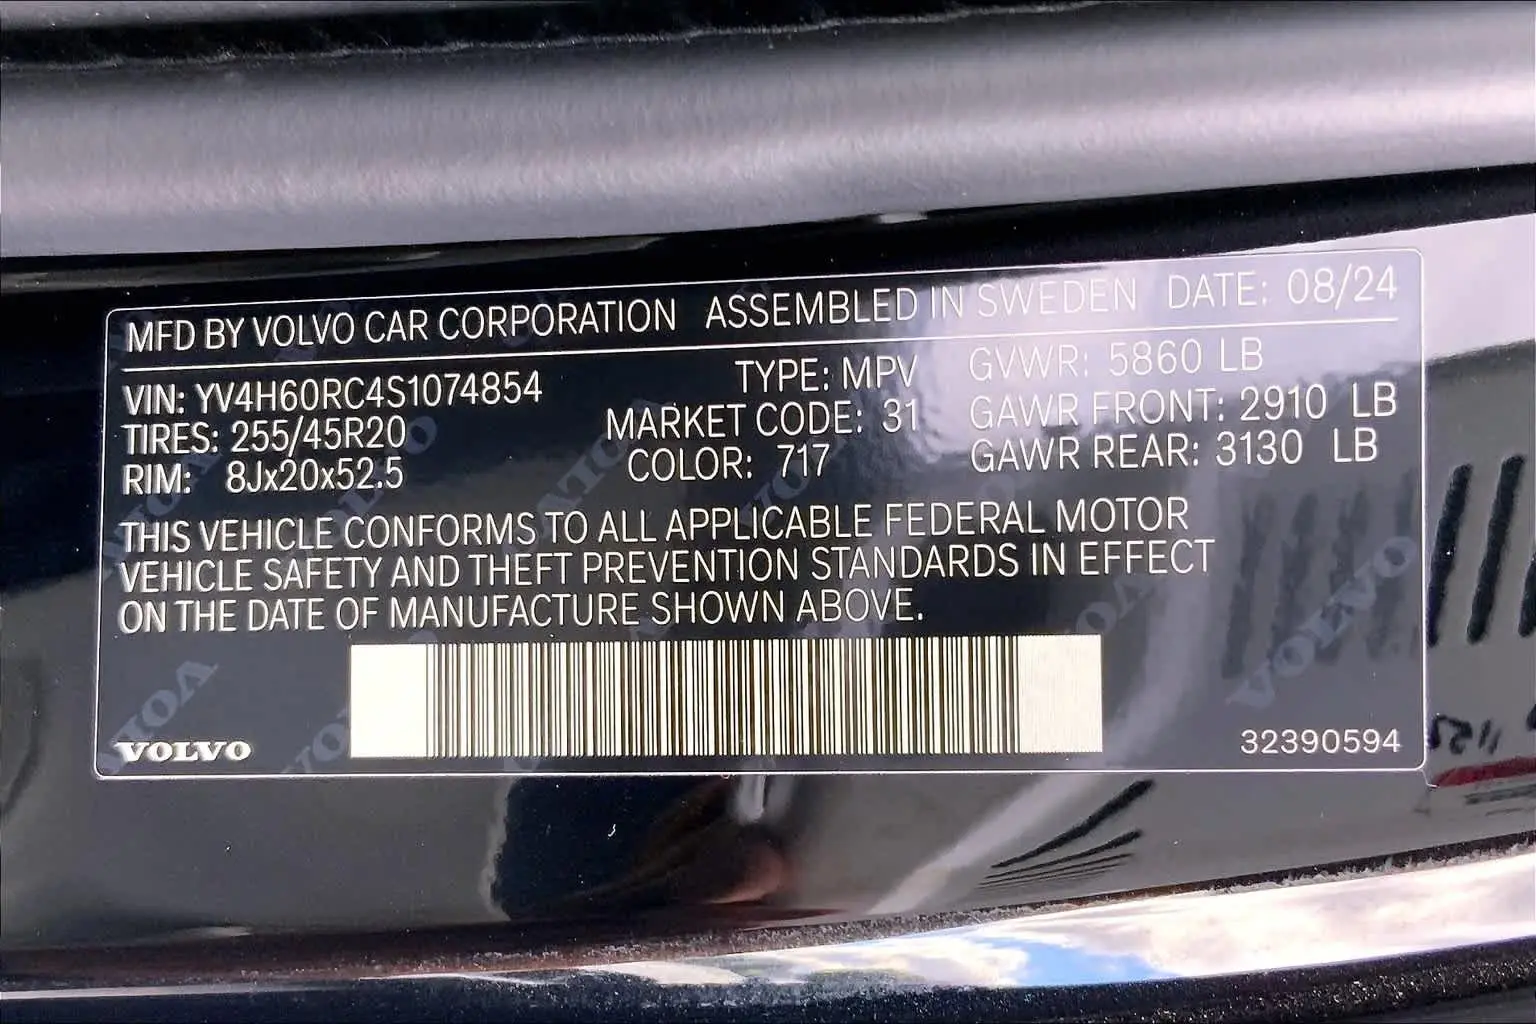 MFD BY VOLVO CAR CORPORATION ASSEMBLED IN SWEDEN DATE: 08/24
VIN: YV4H60RC4S1074854 TYPE: MPV GVWR: 5860 LB
TIRES: 255/45R20 MARKET CODE: 31 GAWR FRONT: 2910 LB
RIM: 8Jx20x52.5 COLOR: 717 GAWR REAR: 3130 LB
THIS VEHICLE CONFORMS TO ALL APPLICABLE FEDERAL MOTOR
VEHICLE SAFETY AND THEFT PREVENTION STANDARDS IN EFFECT
ON THE DATE OF MANUFACTURE SHOWN ABOVE.
VOLVO 32390594